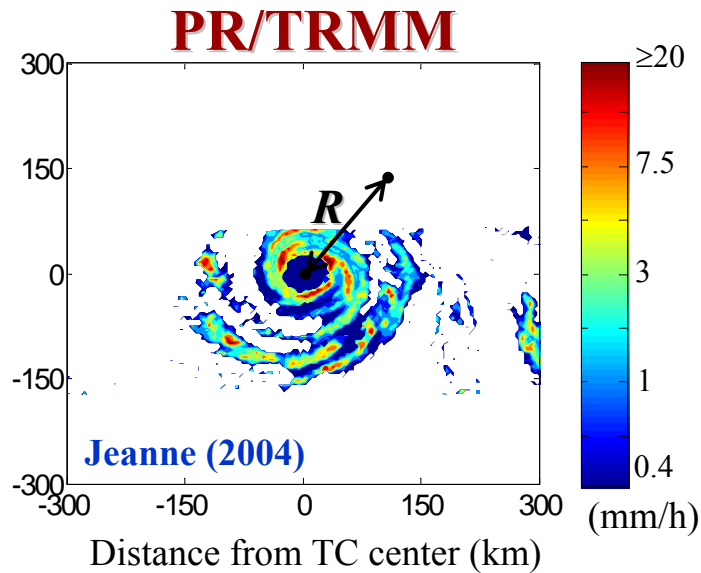 PR/TRMM
300
150
0
-150
-300
-300 -150 0 150 300
R
Jeanne (2004)
Distance from TC center (km)
≥20
7.5
3
1
0.4
(mm/h)